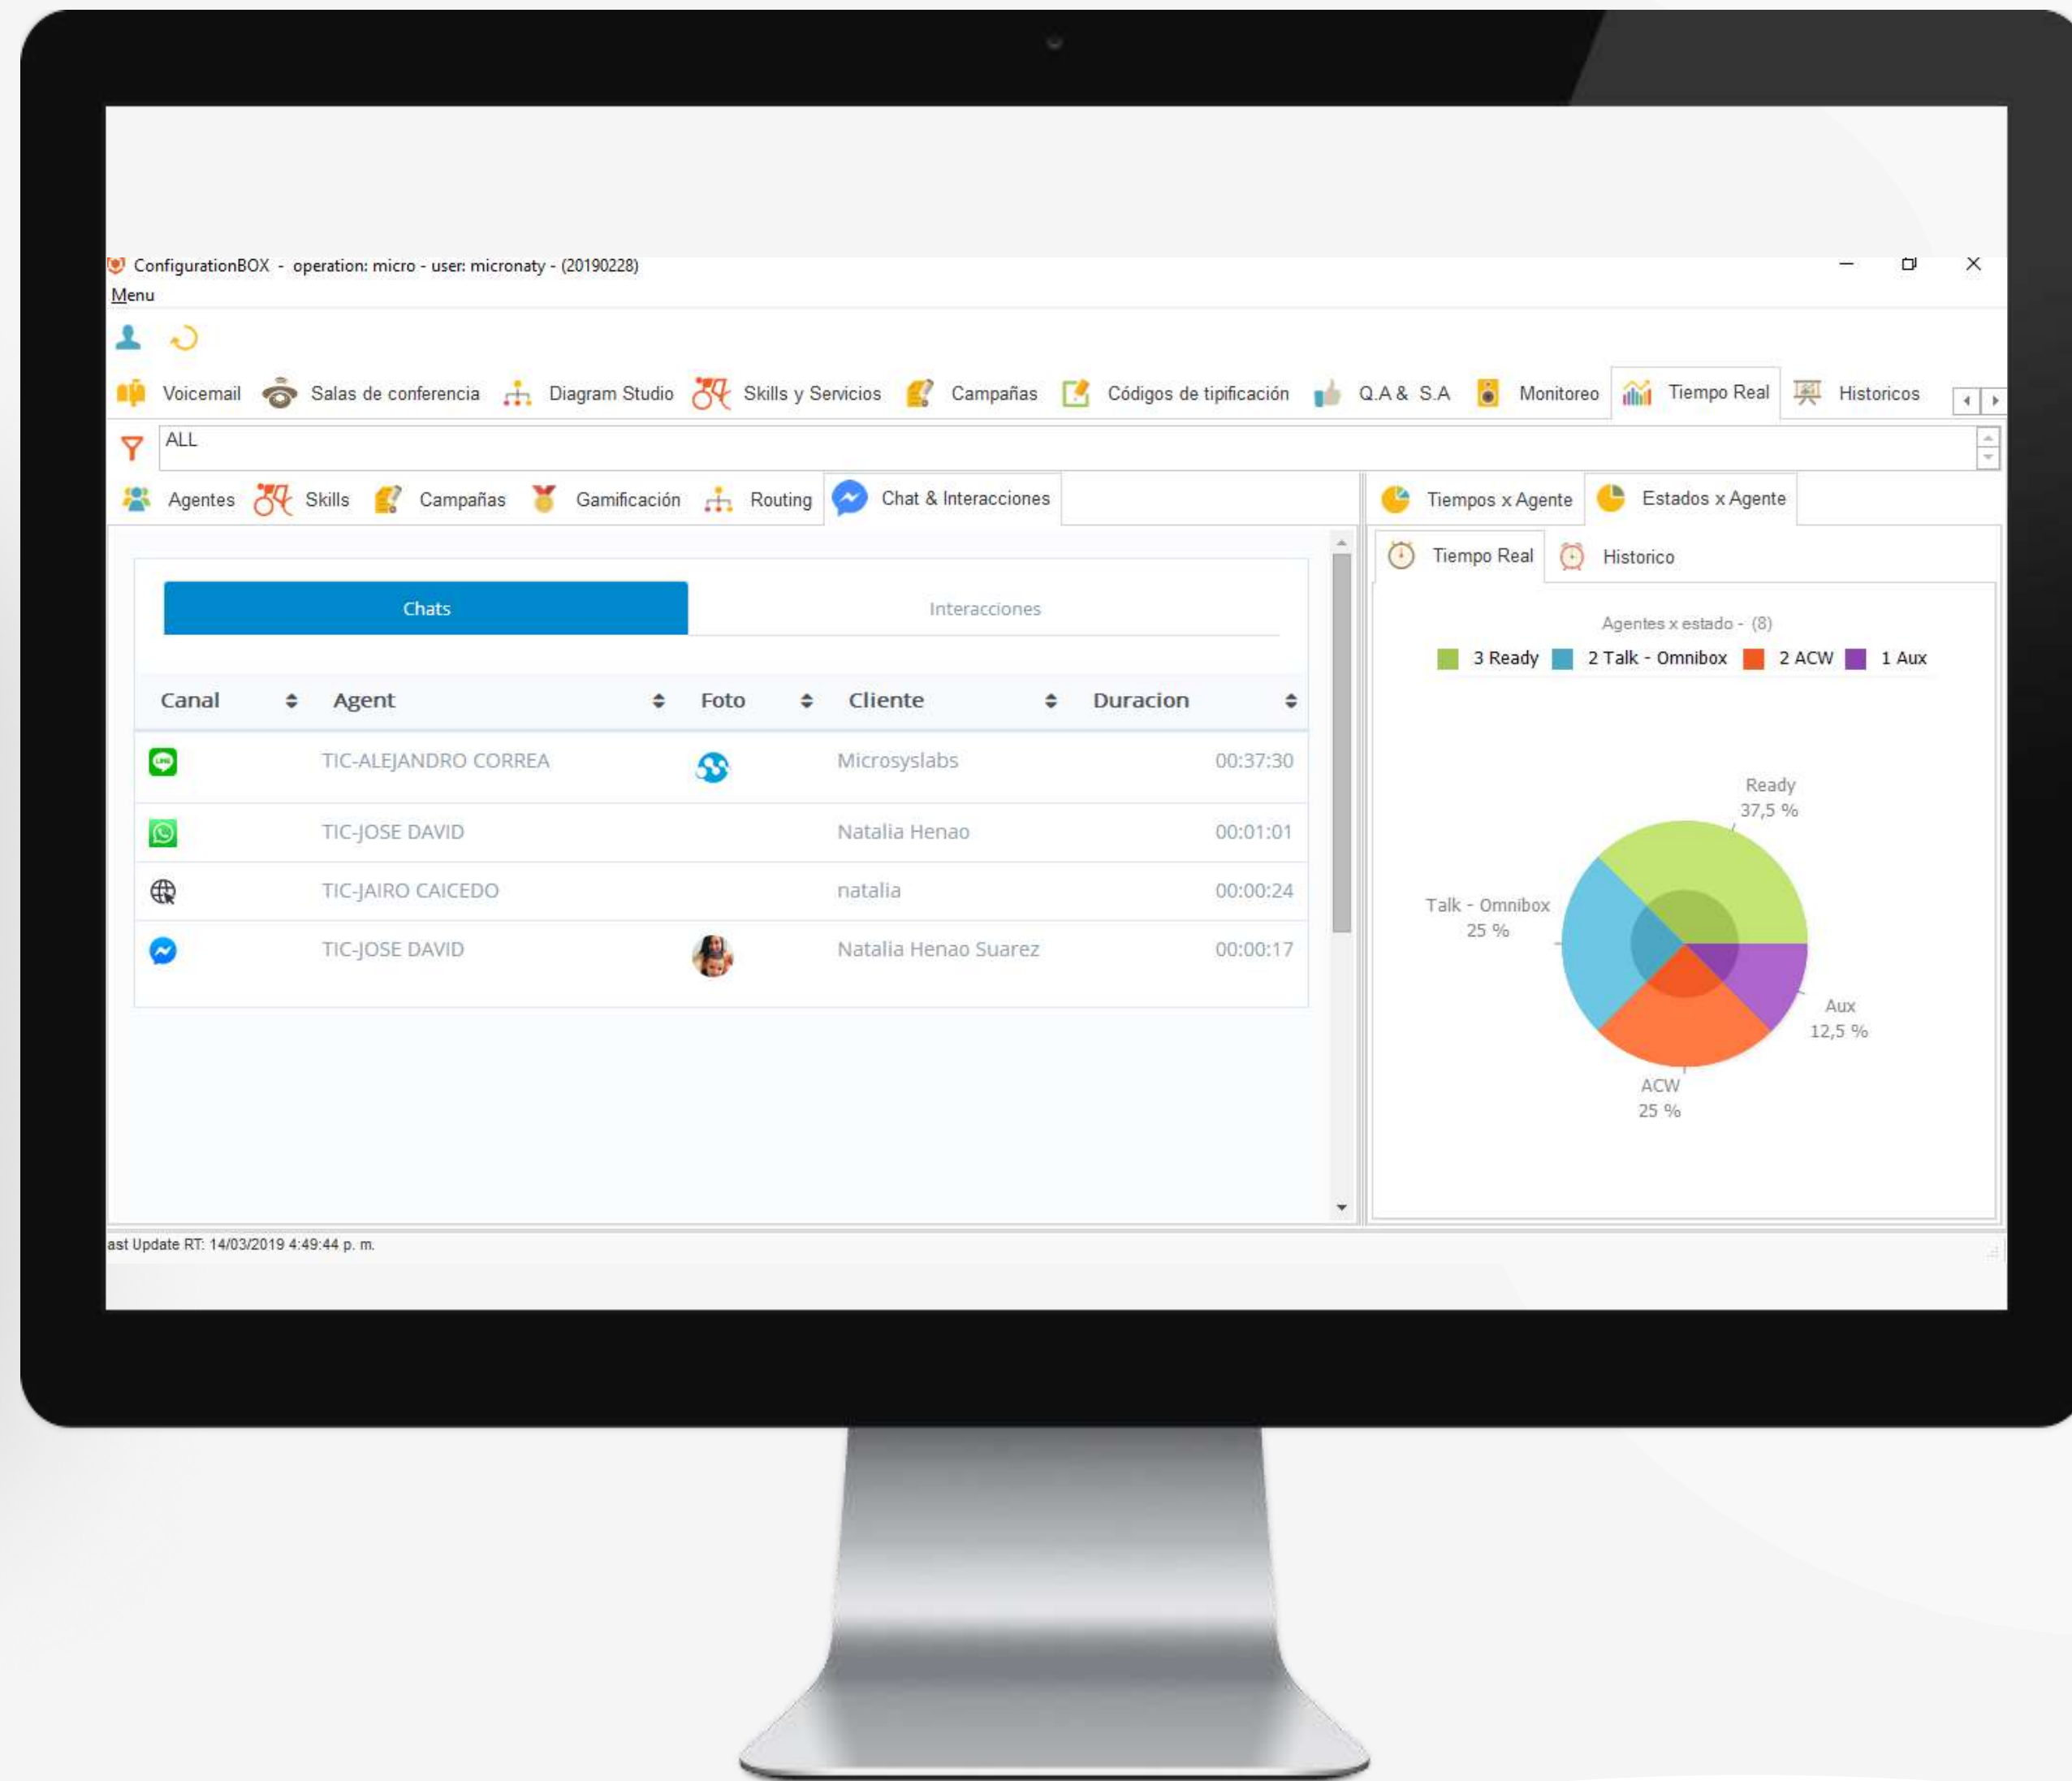 ConfigurationBOX - operation: micro - user: micronaty - (20190228)
Menu
Voicemail Salas de conferencia Diagram Studio Skills y Servicios Campañas Códigos de tipificación Q.A & S.A Monitoreo Tiempo Real Historicos
ALL
Agentes Skills Campañas Gamificación Routing Chat & Interacciones
Chats Interacciones
Canal Agent Foto Cliente Duracion
LINE TIC-ALEJANDRO CORREA Microsyslabs 00:37:30
TIC-JOSE DAVID Natalia Henao 00:01:01
TIC-JAIRO CAICEDO natalia 00:00:24
TIC-JOSE DAVID Natalia Henao Suarez 00:00:17
Tiempos x Agente Estados x Agente
Tiempo Real Historico
Agentes x estado - (8)
3 Ready 2 Talk - Omnibox 2 ACW 1 Aux
Ready
37,5 %
Talk - Omnibox
25 %
Aux
12,5 %
ACW
25 %
ast Update RT: 14/03/2019 4:49:44 p. m.